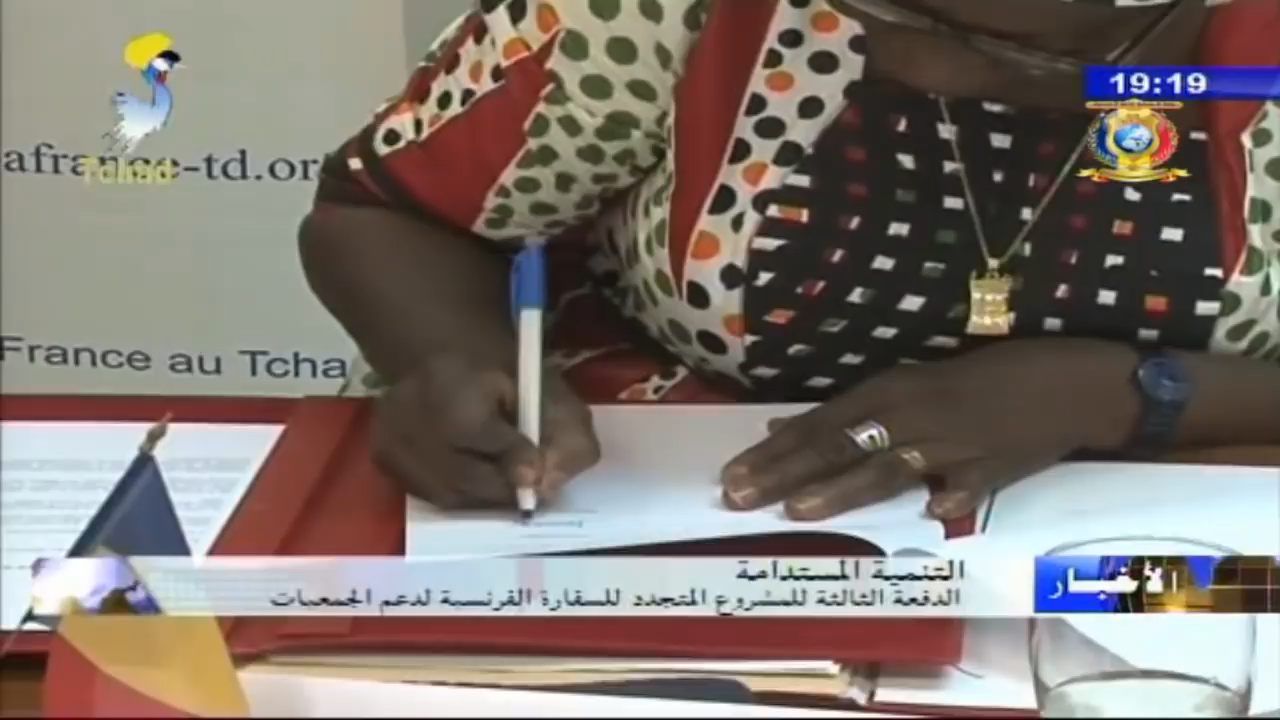 19:19
afrance-td.or
Tchad
France au Tcha
التنمية المستدامة
الدفعة الثالثة للمشروع المتجدد للسفارة الفرنسية لدعم الجمعيات
الأخبار